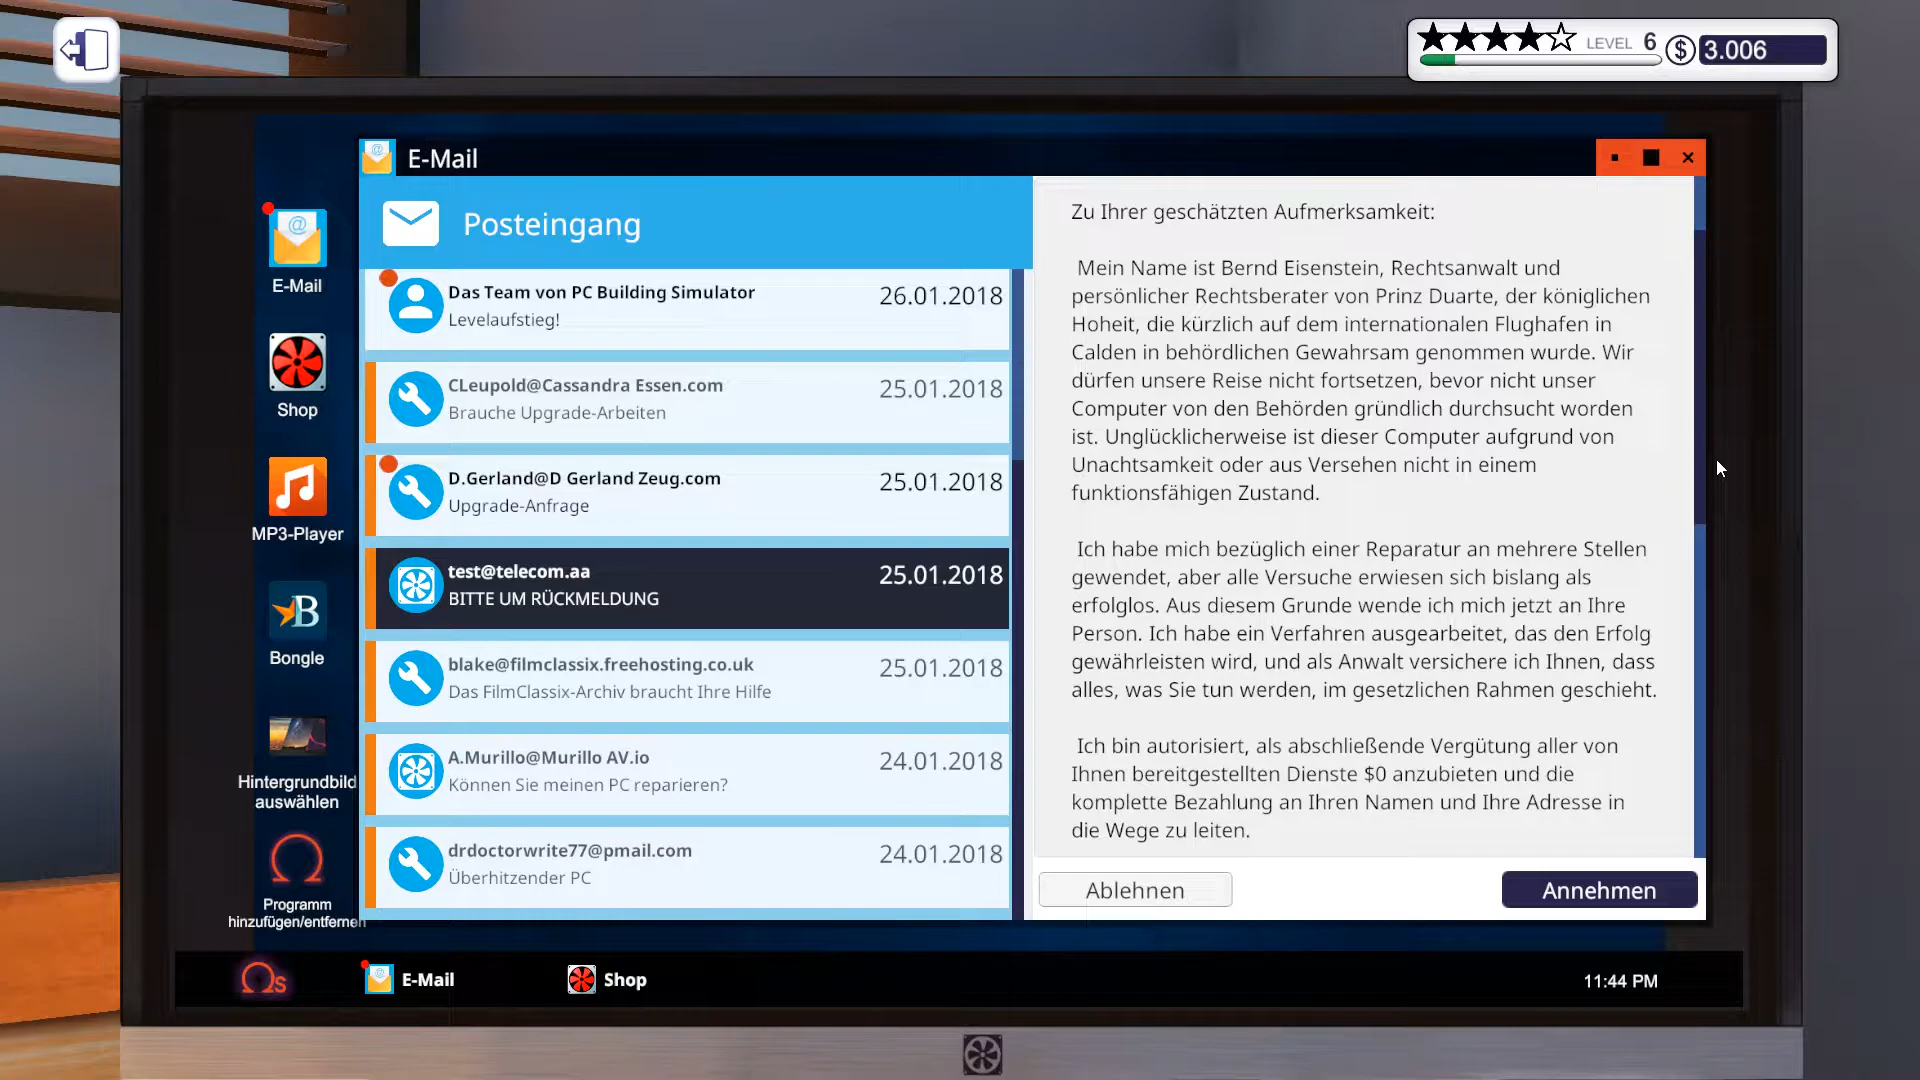 LEVEL 6
$ 3.006
E-Mail
Posteingang
Das Team von PC Building Simulator
26.01.2018
Levelaufstieg!
CLeupold@Cassandra Essen.com
25.01.2018
Brauche Upgrade-Arbeiten
D.Gerland@D Gerland Zeug.com
25.01.2018
Upgrade-Anfrage
test@telecom.aa
25.01.2018
BITTE UM RÜCKMELDUNG
blake@filmclassix.freehosting.co.uk
25.01.2018
Das FilmClassix-Archiv braucht Ihre Hilfe
A.Murillo@Murillo AV.io
24.01.2018
Können Sie meinen PC reparieren?
drdoctorwrite77@pmail.com
24.01.2018
Überhitzender PC
Zu Ihrer geschätzten Aufmerksamkeit:
Mein Name ist Bernd Eisenstein, Rechtsanwalt und
persönlicher Rechtsberater von Prinz Duarte, der königlichen
Hoheit, die kürzlich auf dem internationalen Flughafen in
Calden in behördlichen Gewahrsam genommen wurde. Wir
dürfen unsere Reise nicht fortsetzen, bevor nicht unser
Computer von den Behörden gründlich durchsucht worden
ist. Unglücklicherweise ist dieser Computer aufgrund von
Unachtsamkeit oder aus Versehen nicht in einem
funktionsfähigen Zustand.
Ich habe mich bezüglich einer Reparatur an mehrere Stellen
gewendet, aber alle Versuche erwiesen sich bislang als
erfolglos. Aus diesem Grunde wende ich mich jetzt an Ihre
Person. Ich habe ein Verfahren ausgearbeitet, das den Erfolg
gewährleisten wird, und als Anwalt versichere ich Ihnen, dass
alles, was Sie tun werden, im gesetzlichen Rahmen geschieht.
Ich bin autorisiert, als abschließende Vergütung aller von
Ihnen bereitgestellten Dienste $0 anzubieten und die
komplette Bezahlung an Ihren Namen und Ihre Adresse in
die Wege zu leiten.
Ablehnen
Annehmen
E-Mail
Shop
MP3-Player
B
Bongle
Hintergrundbild
auswählen
Programm
hinzufügen/entfernen
Ωs
E-Mail
Shop
11:44 PM